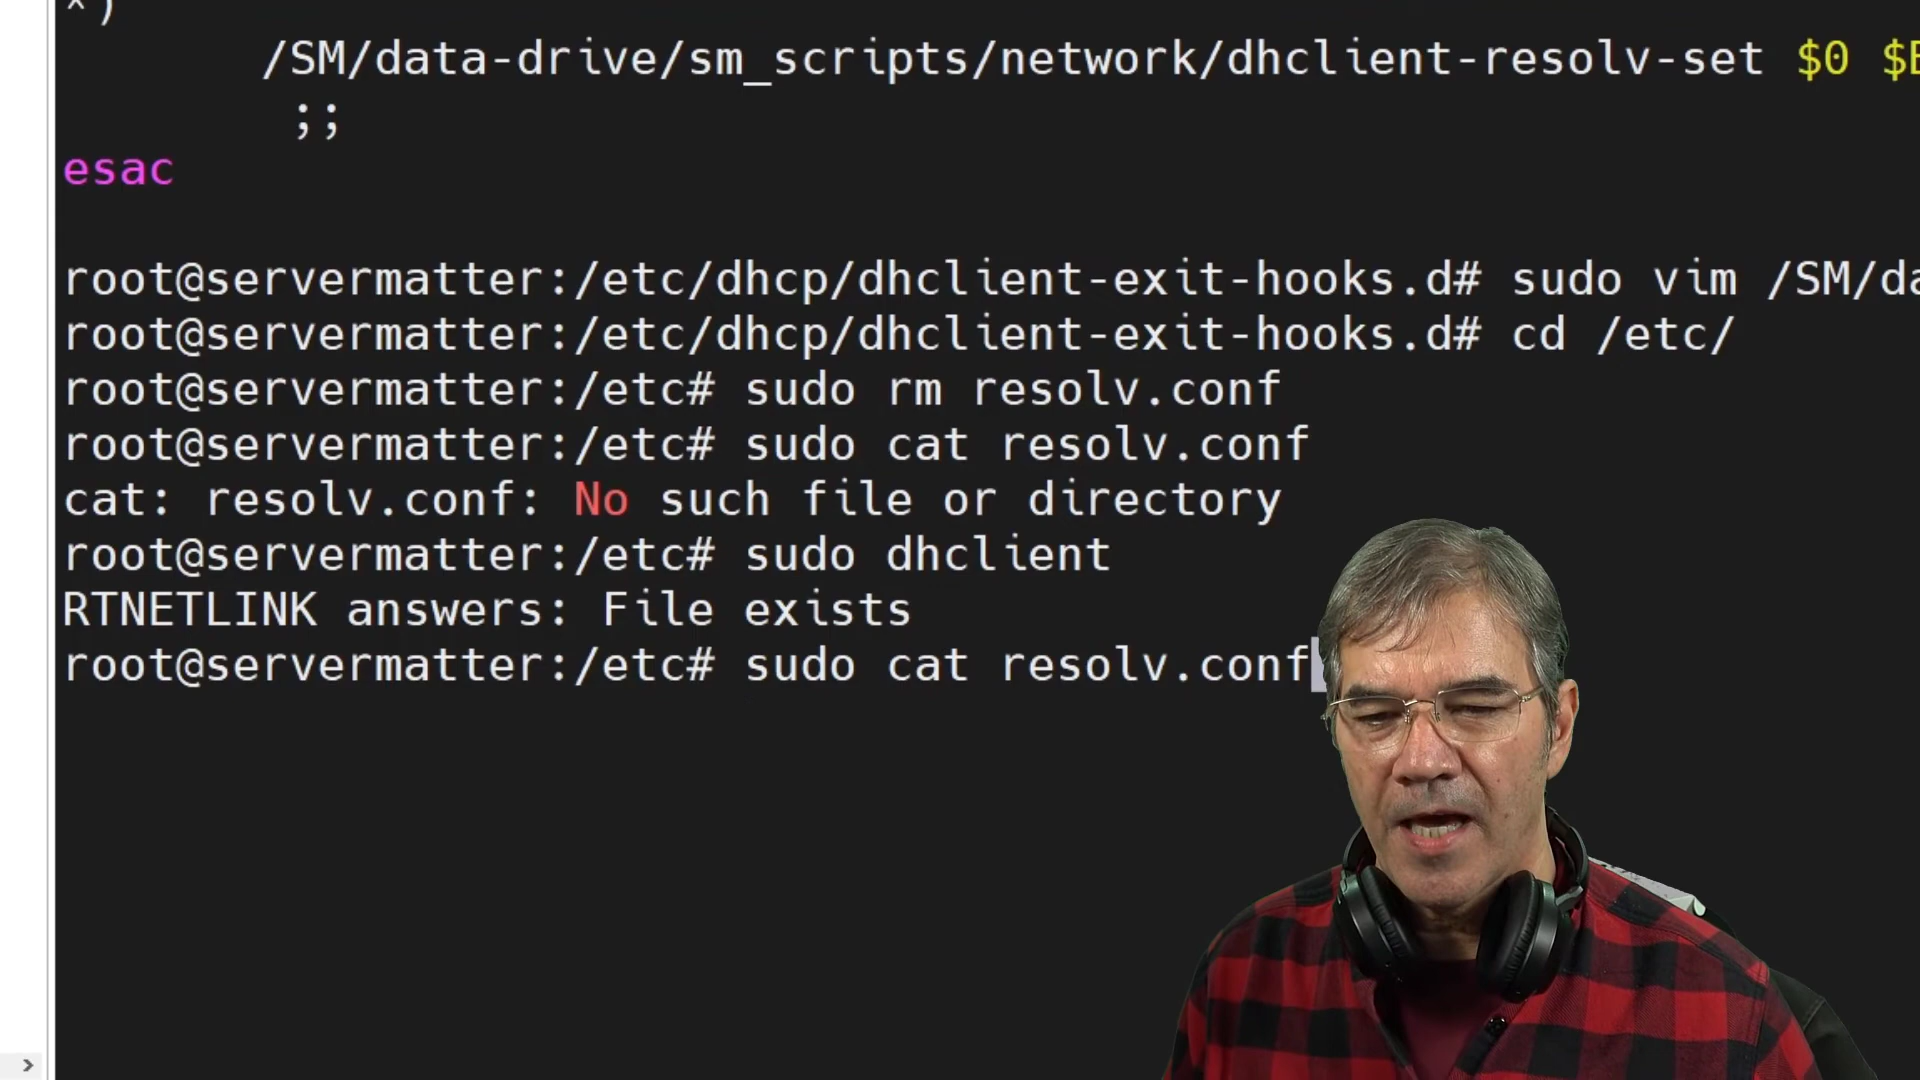 *)
/SM/data-drive/sm_scripts/network/dhclient-resolv-set $0 $
;;
esac
root@servermatter:/etc/dhcp/dhclient-exit-hooks.d# sudo vim /SM/da
root@servermatter:/etc/dhcp/dhclient-exit-hooks.d# cd /etc/
root@servermatter:/etc# sudo rm resolv.conf
root@servermatter:/etc# sudo cat resolv.conf
cat: resolv.conf: No such file or directory
root@servermatter:/etc# sudo dhclient
RTNETLINK answers: File exists
root@servermatter:/etc# sudo cat resolv.conf